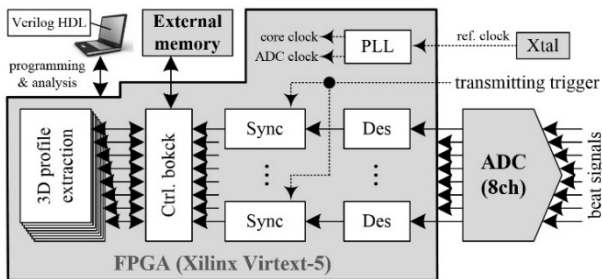 Verilog HDL
External
memory
programming
& analysis
core clock
ADC clock
PLL
ref. clock
Xtal
transmitting trigger
3D profile
extraction
Ctrl. bokck
Sync
Des
ADC
(8ch)
beat signals
Sync
Des
FPGA (Xilinx Virtext-5)